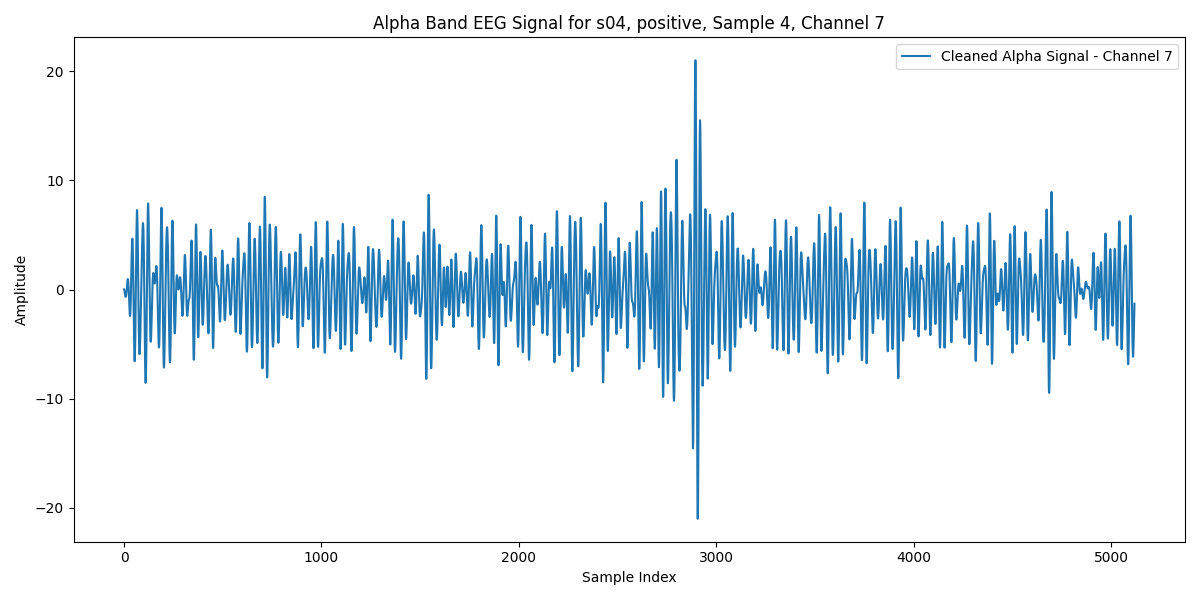 Alpha Band EEG Signal for s04, positive, Sample 4, Channel 7
Cleaned Alpha Signal - Channel 7
Amplitude
20
10
0
−10
−20
0 1000 2000 3000 4000 5000
Sample Index